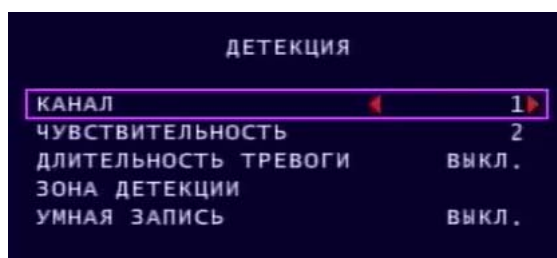 ДЕТЕКЦИЯ
КАНАЛ 1
ЧУВСТВИТЕЛЬНОСТЬ 2
ДЛИТЕЛЬНОСТЬ ТРЕВОГИ ВЫКЛ.
ЗОНА ДЕТЕКЦИИ
УМНАЯ ЗАПИСЬ ВЫКЛ.